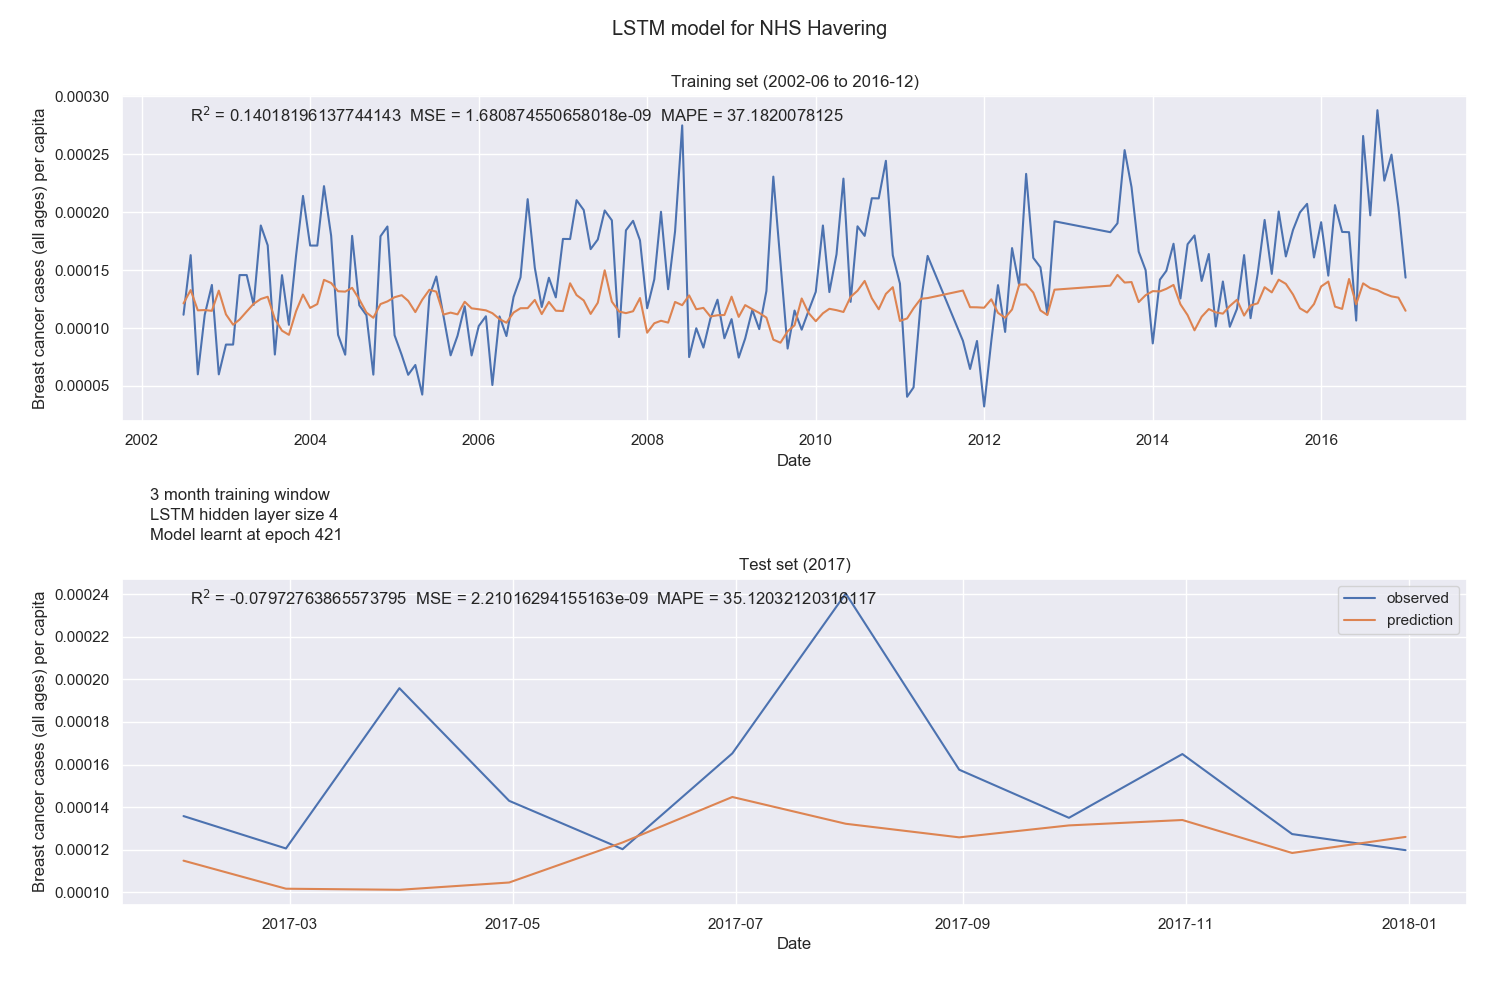 LSTM model for NHS Havering
Training set (2002-06 to 2016-12)
R² = 0.14018196137744143 MSE = 1.680874550658018e-09 MAPE = 37.1820078125
Breast cancer cases (all ages) per capita
0.00030
0.00025
0.00020
0.00015
0.00010
0.00005
2002 2004 2006 2008 2010 2012 2014 2016
Date
3 month training window
LSTM hidden layer size 4
Model learnt at epoch 421
Test set (2017)
R² = -0.07972763865573795 MSE = 2.21016294155163e-09 MAPE = 35.12032120316117
observed
prediction
Breast cancer cases (all ages) per capita
0.00024
0.00022
0.00020
0.00018
0.00016
0.00014
0.00012
0.00010
2017-03 2017-05 2017-07 2017-09 2017-11 2018-01
Date